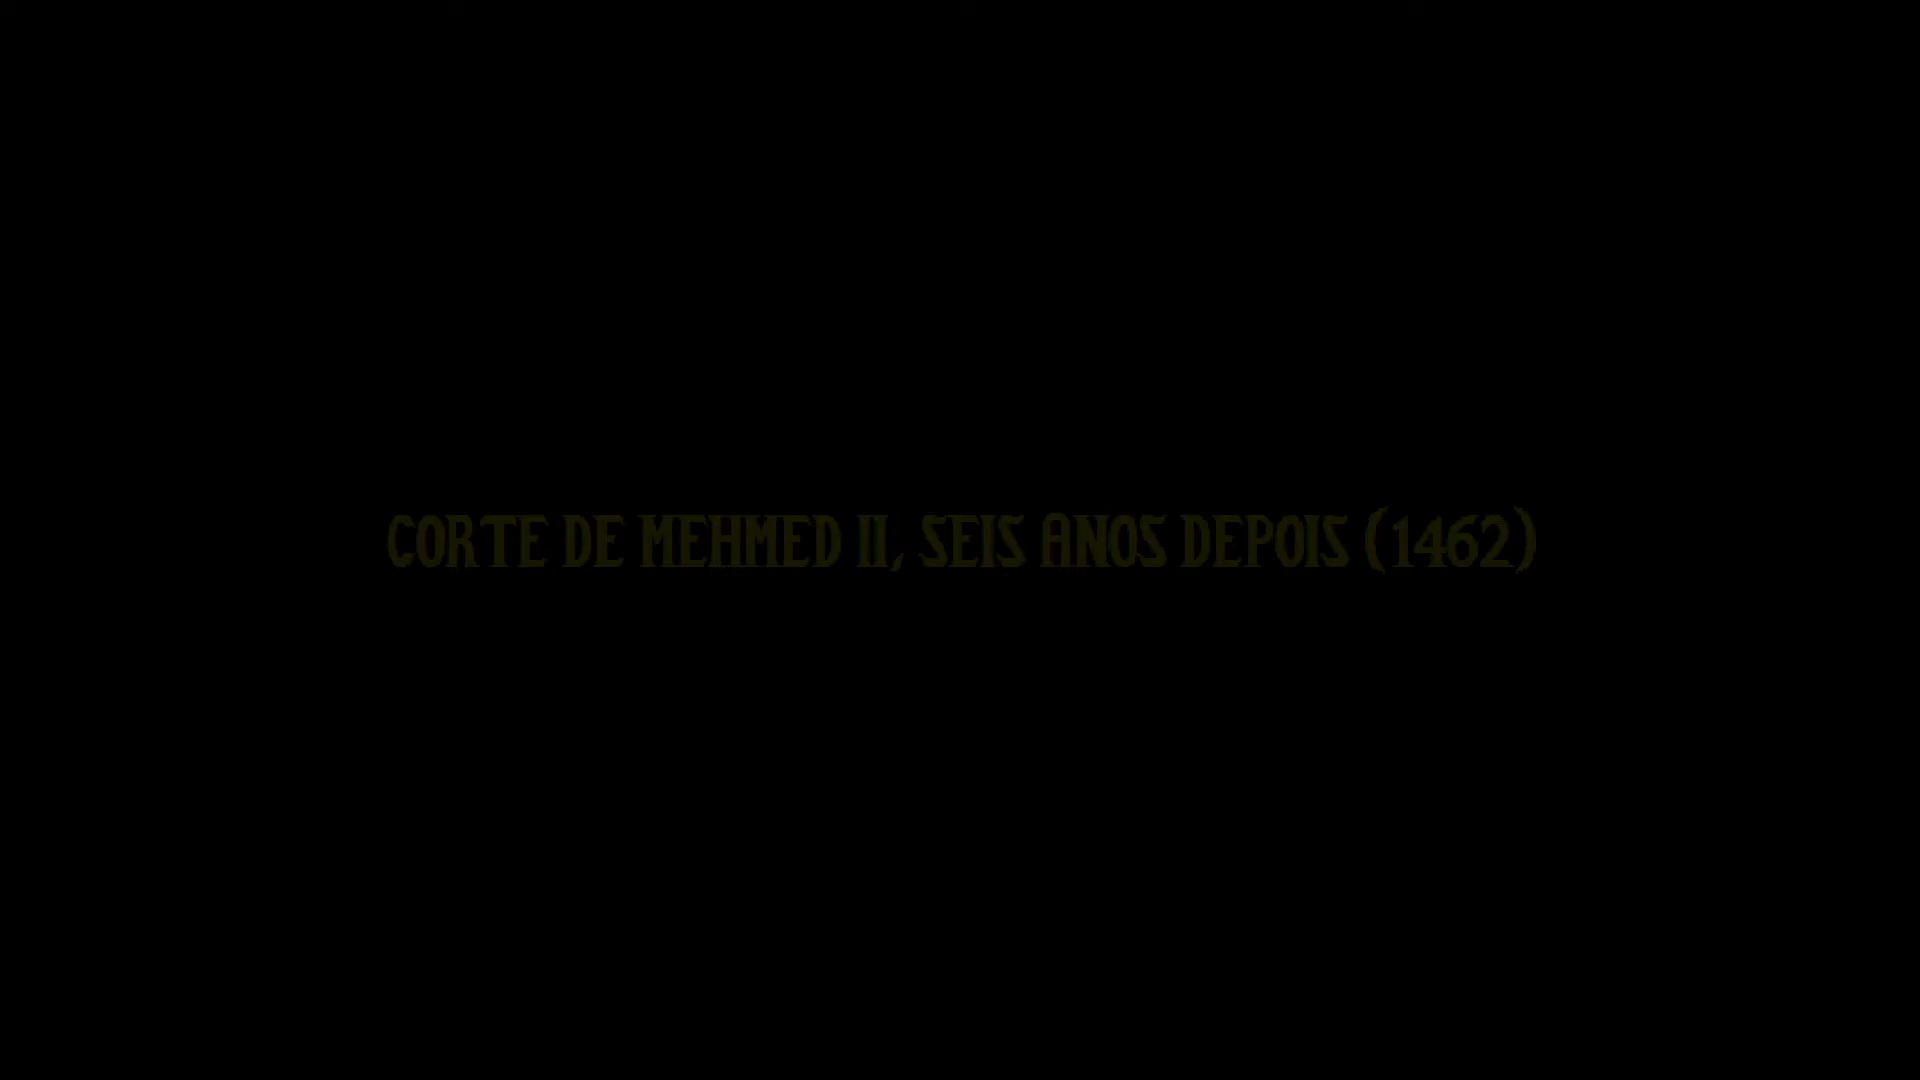 CORTE DE MEHMED II, SEIS ANOS DEPOIS (1462)